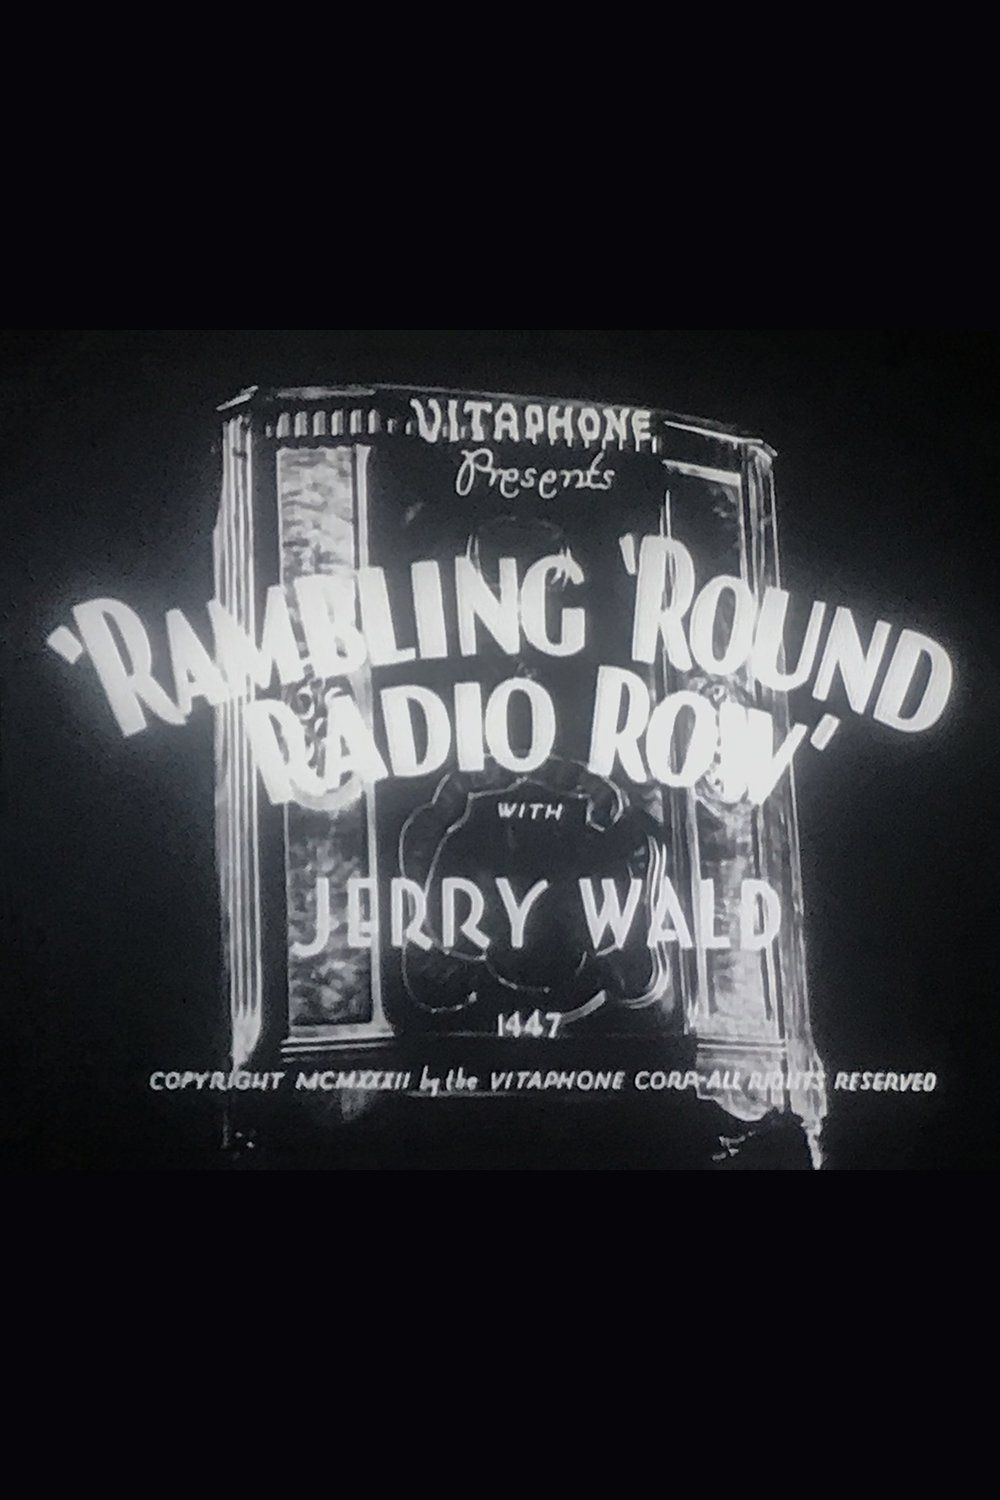 VITAPHONE
Presents
'RAMBLING 'ROUND
RADIO ROW'
WITH
JERRY WALD
1447
COPYRIGHT MCMXXXII by the VITAPHONE CORP-ALL RIGHTS RESERVED